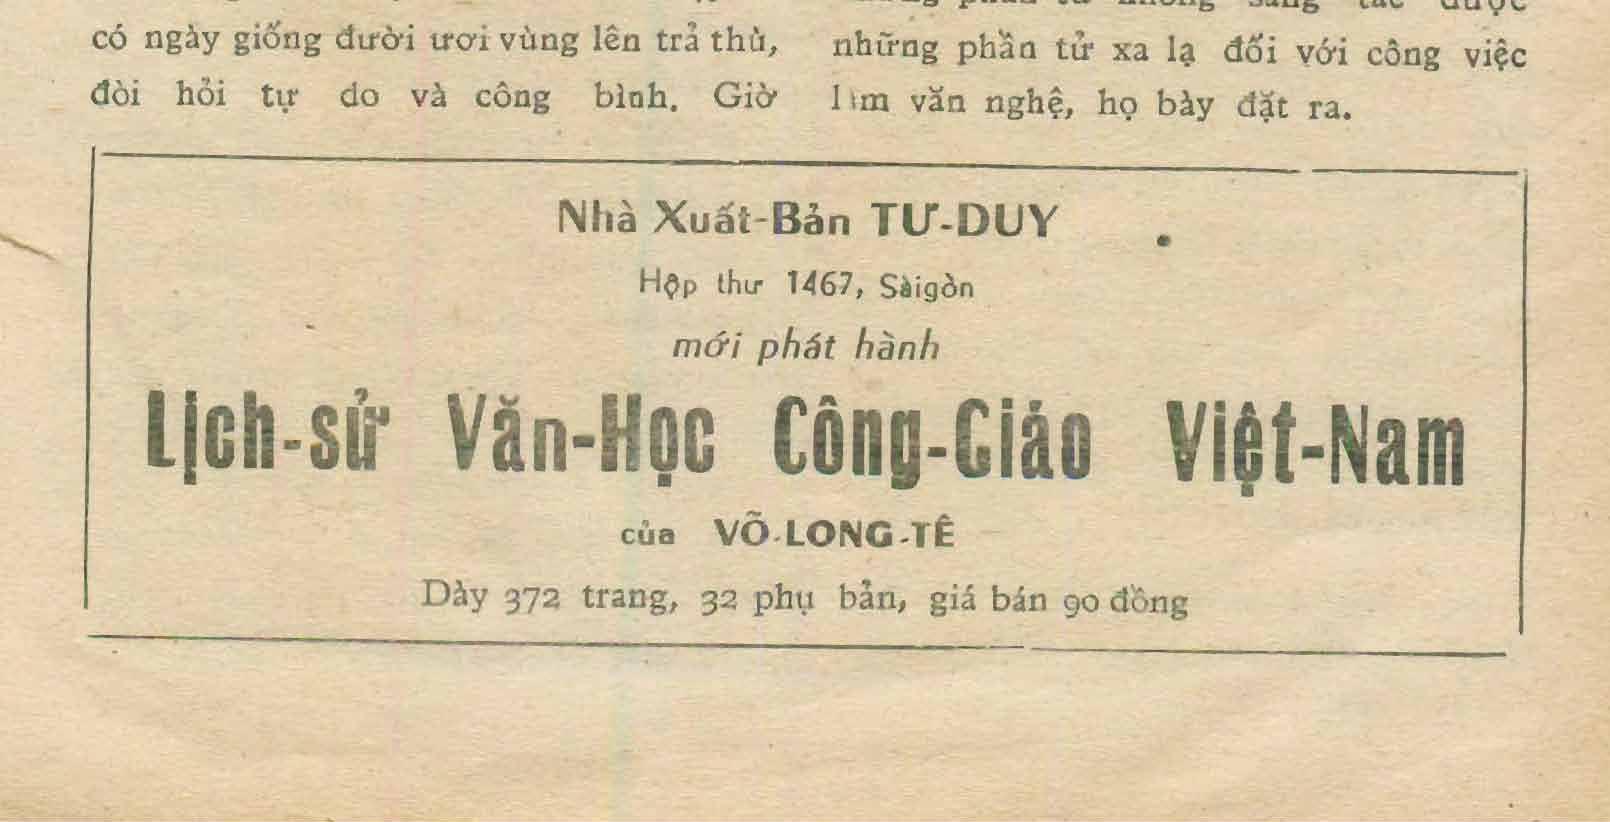 có ngày giống đười ươi vùng lên trả thù,
đòi hỏi tự do và công bình. Giờ
những phần tử xa lạ đối với công việc
làm văn nghệ, họ bày đặt ra.
Nhà Xuất-Bản TƯ-DUY
Hộp thư 1467, Sàigòn
mới phát hành
Lịch-sử Văn-Học Công-Giáo Việt-Nam
của VÕ-LONG-TÊ
Dày 372 trang, 32 phụ bản, giá bán 90 đồng